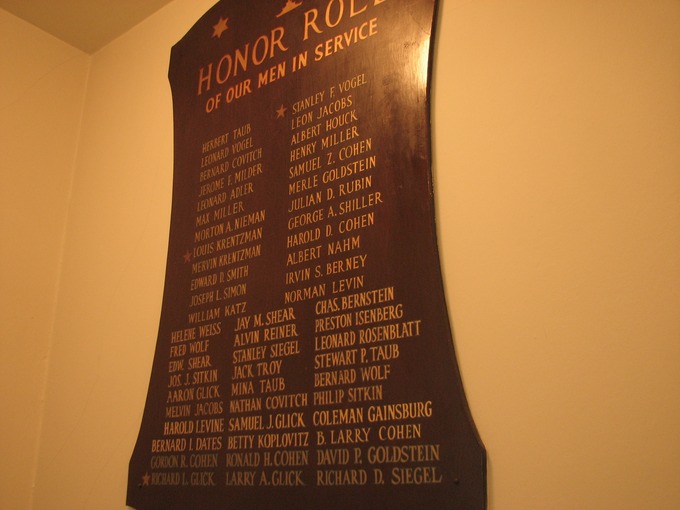 HONOR ROLL
OF OUR MEN IN SERVICE
HERBERT TAUB
LEONARD VOGEL
BERNARD COVITCH
JEROME E. MILDER
LEONARD ADLER
MAX MILLER
MORTON A. NIEMAN
LOUIS KRENTZMAN
MERVIN KRENTZMAN
EDWARD D. SMITH
JOSEPH L. SIMON
WILLIAM KATZ
STANLEY F. VOGEL
LEON JACOBS
ALBERT HOUCK
HENRY MILLER
SAMUEL Z. COHEN
MERLE GOLDSTEIN
JULIAN D. RUBIN
GEORGE A. SHILLER
HAROLD D. COHEN
ALBERT NAHM
IRVIN S. BERNEY
NORMAN LEVIN
HELENE WEISS JAY M. SHEAR CHAS. BERNSTEIN
FRED WOLF ALVIN REINER PRESTON ISENBERG
EDW. SHEAR STANLEY SIEGEL LEONARD ROSENBLATT
JOS. J. SITKIN JACK TROY STEWART P. TAUB
AARON GLICK MINA TAUB BERNARD WOLF
MELVIN JACOBS NATHAN COVITCH PHILIP SITKIN
HAROLD LEVINE SAMUEL J. GLICK COLEMAN GAINSBURG
BERNARD I. DATES BETTY KOPLOVITZ B. LARRY COHEN
GORDON R. COHEN RONALD H. COHEN DAVID P. GOLDSTEIN
RICHARD L. GLICK LARRY A. GLICK RICHARD D. SIEGEL